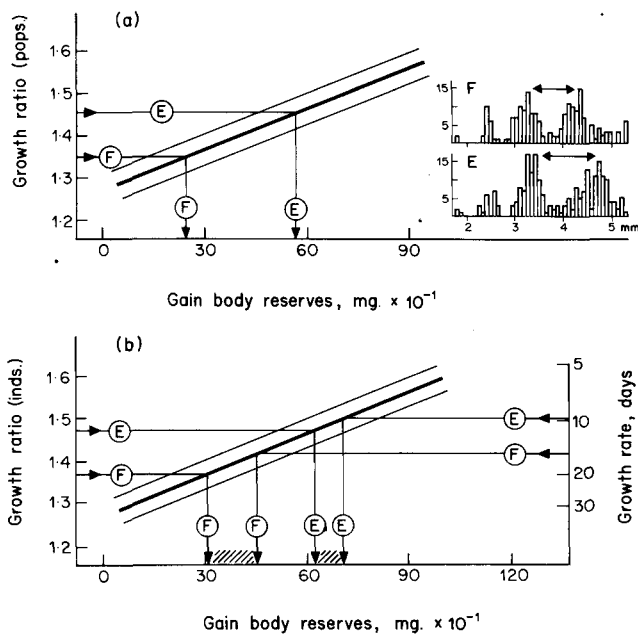 (a)
Growth ratio (pops.)
1·6
1·5
1·4
1·3
1·2
E
F
F
E
0 30 60 90
Gain body reserves, mg. × 10⁻¹
F
15
5
E
15
5
2 3 4 5 mm
(b)
Growth ratio (inds.)
1·6
1·5
1·4
1·3
1·2
E
F
F F E E
E
F
5
10
20
30
Growth rate, days
0 30 60 90 120
Gain body reserves, mg. × 10⁻¹